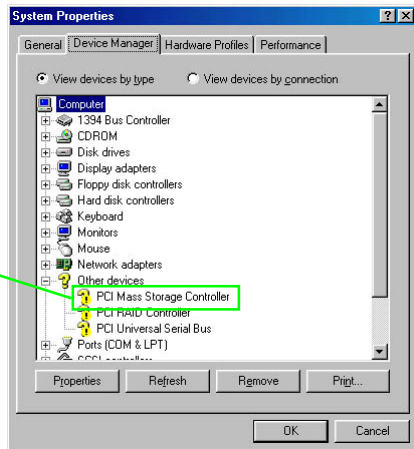 System Properties
General Device Manager Hardware Profiles Performance
View devices by type View devices by connection
Computer
1394 Bus Controller
CDROM
Disk drives
Display adapters
Floppy disk controllers
Hard disk controllers
Keyboard
Monitors
Mouse
Network adapters
Other devices
PCI Mass Storage Controller
PCI RAID Controller
PCI Universal Serial Bus
Ports (COM & LPT)
SCSI controllers
Properties Refresh Remove Print...
OK Cancel